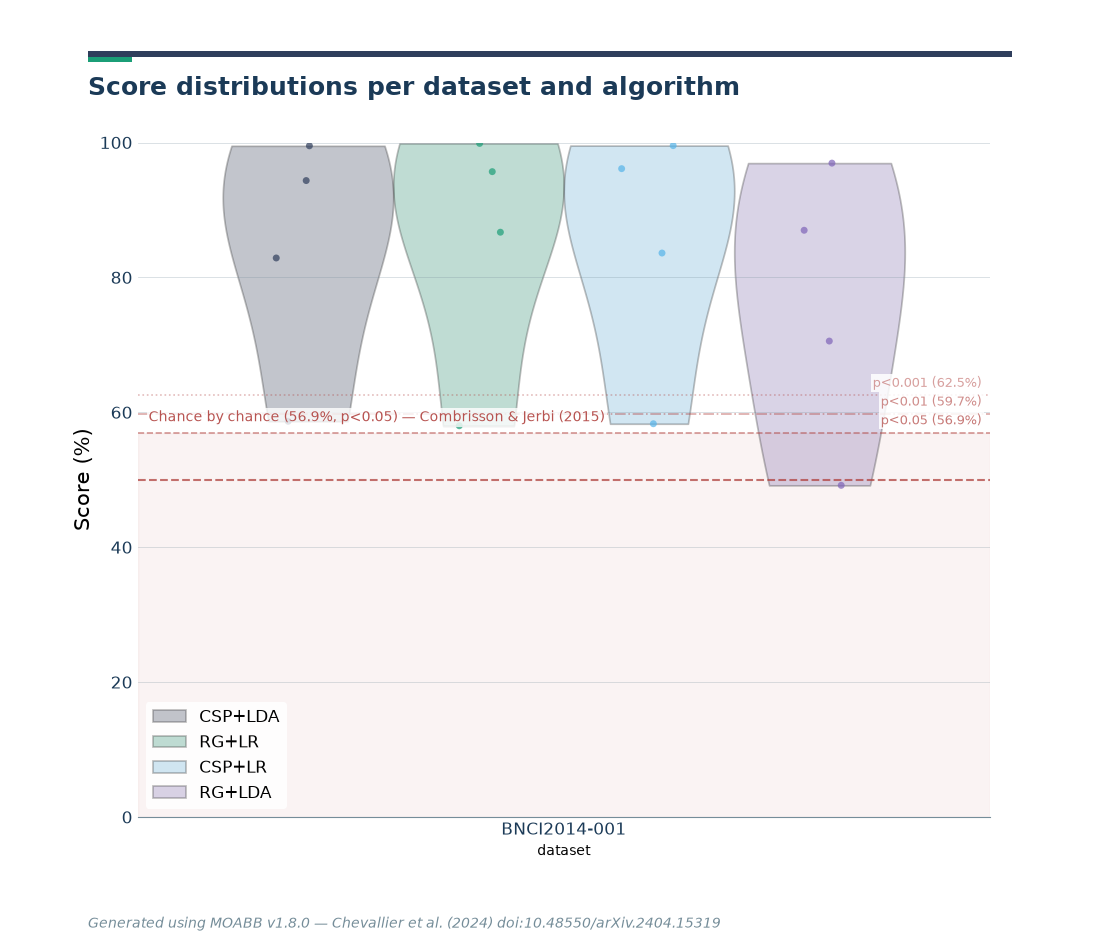 Score distributions per dataset and algorithm
100
80
60
40
20
0
Score (%)
p<0.001 (62.5%)
p<0.01 (59.7%)
p<0.05 (56.9%)
Chance by chance (56.9%, p<0.05) — Combrisson & Jerbi (2015)
CSP+LDA
RG+LR
CSP+LR
RG+LDA
BNCI2014-001
dataset
Generated using MOABB v1.8.0 — Chevallier et al. (2024) doi:10.48550/arXiv.2404.15319